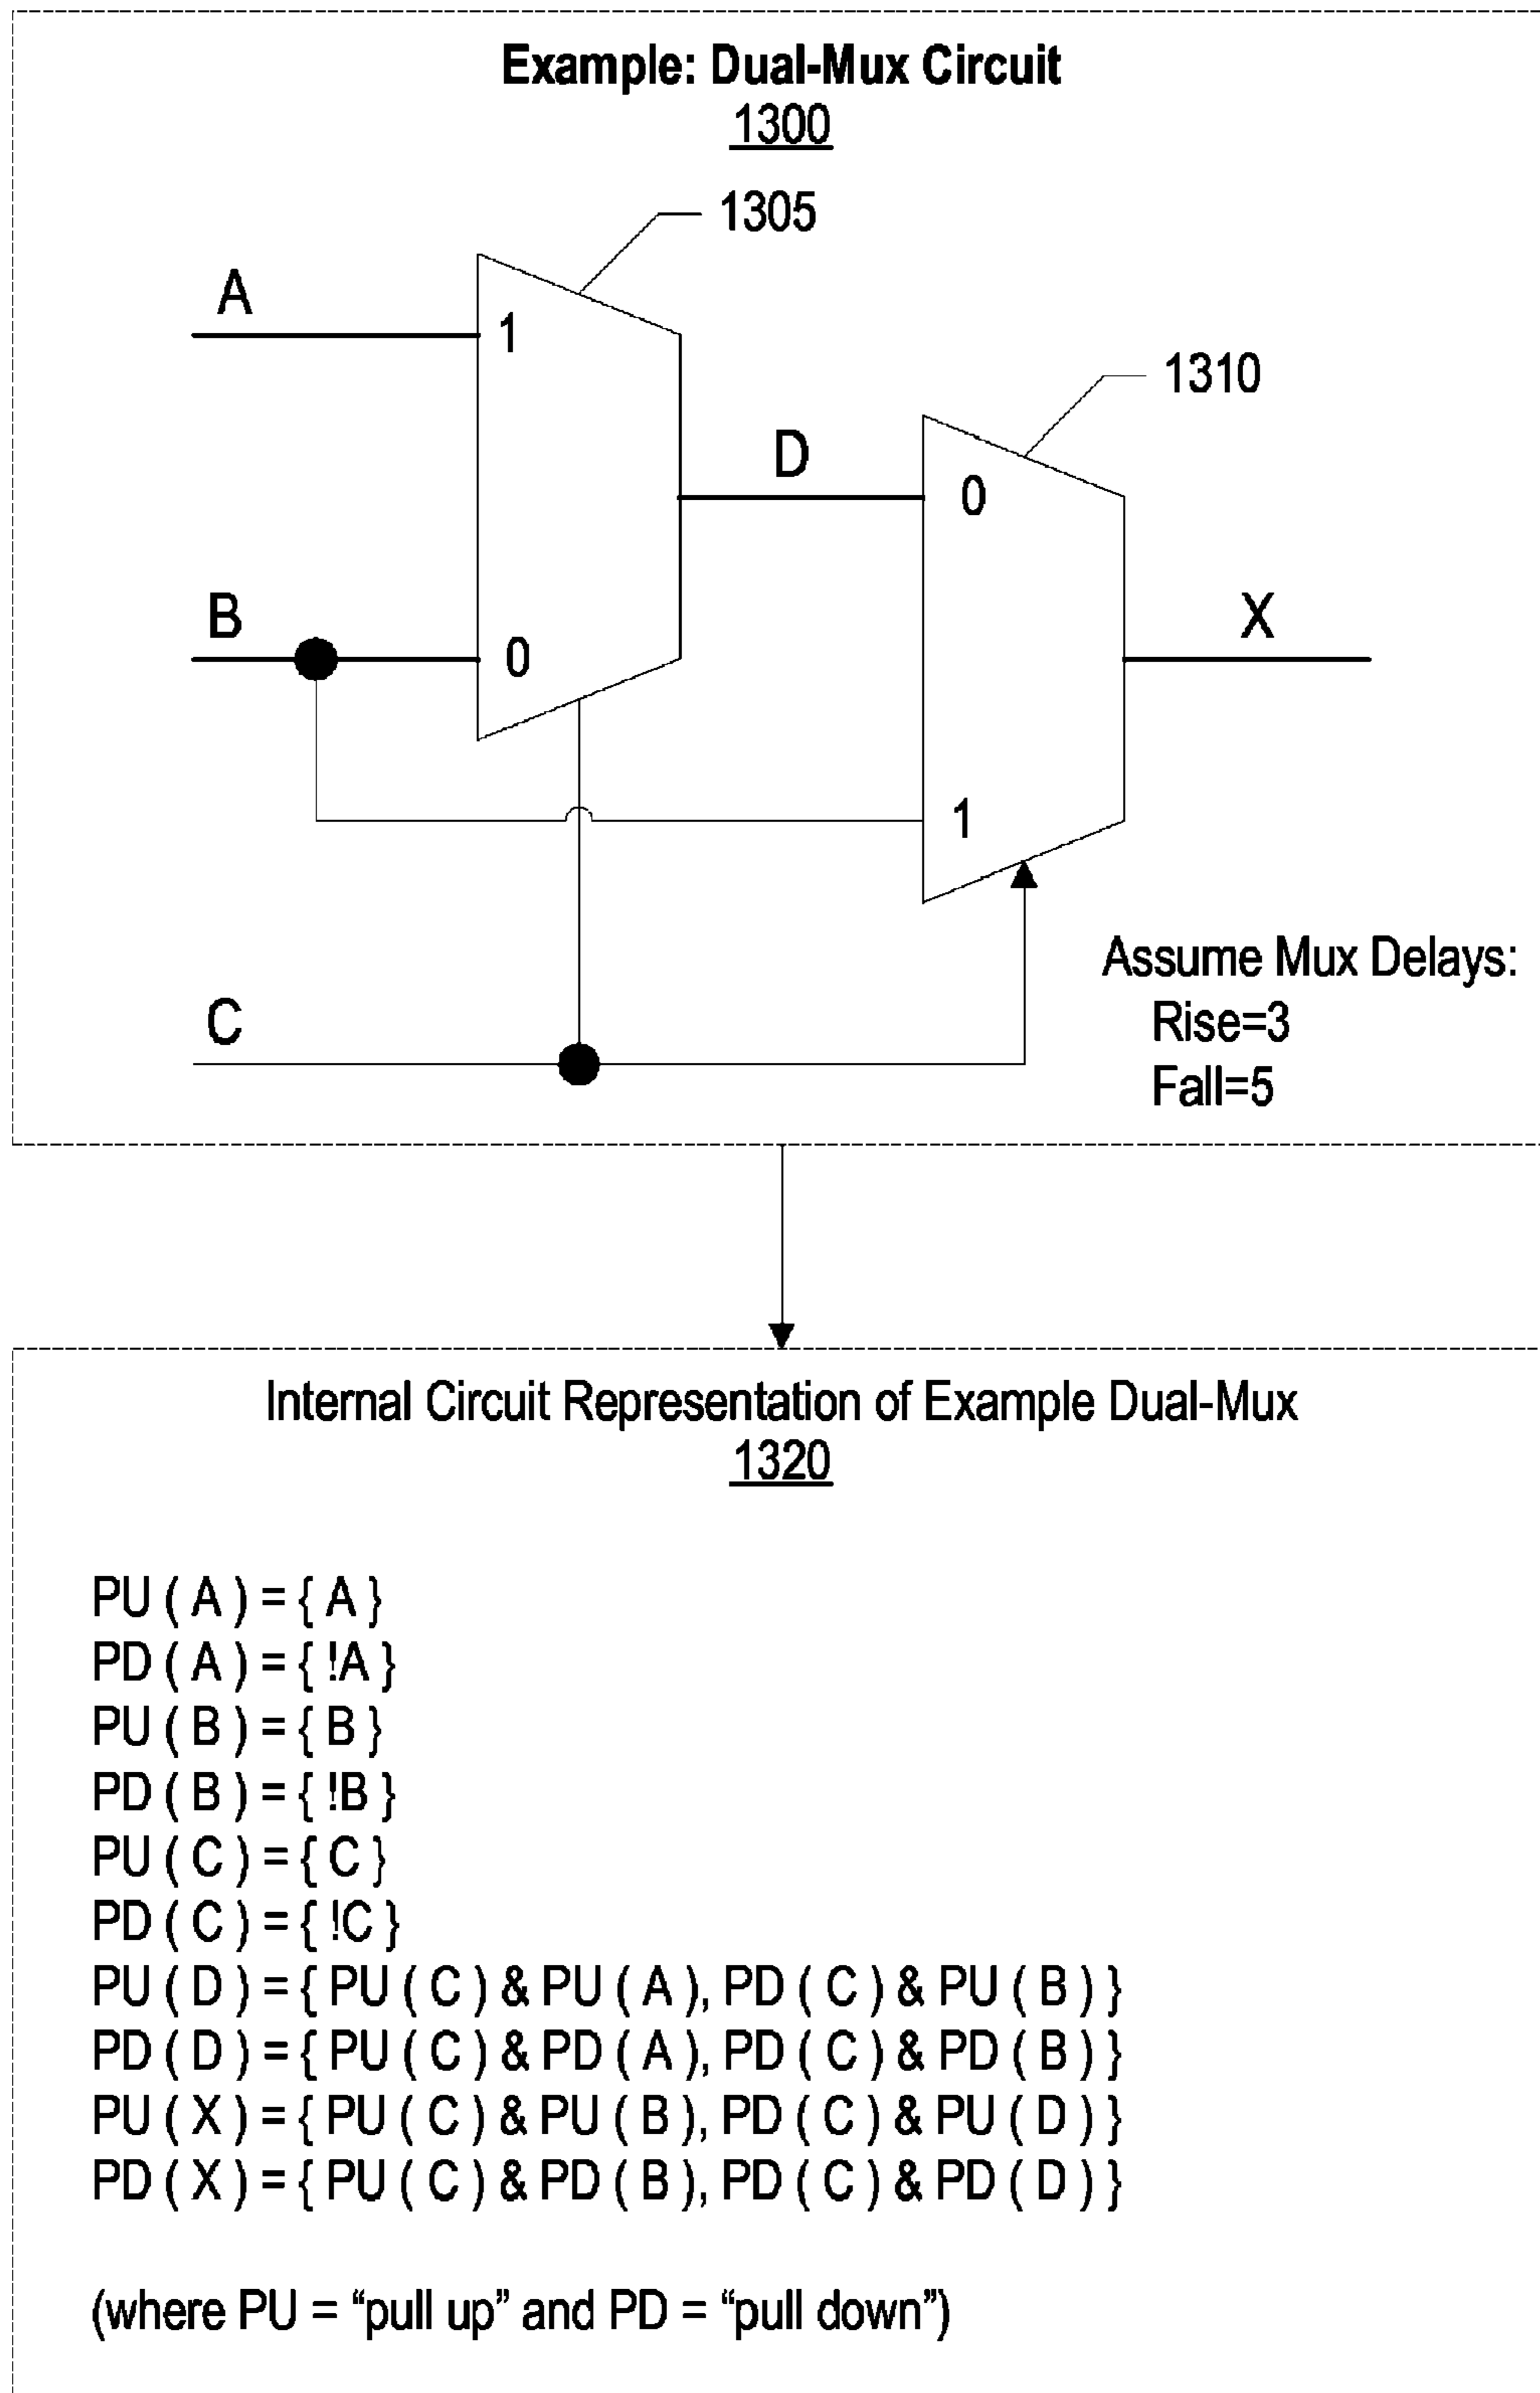 Example: Dual-Mux Circuit
1300
1305
A
1
1310
D
0
B
0
X
1
C
Assume Mux Delays:
Rise=3
Fall=5
Internal Circuit Representation of Example Dual-Mux
1320
PU ( A ) = { A }
PD ( A ) = { !A }
PU ( B ) = { B }
PD ( B ) = { !B }
PU ( C ) = { C }
PD ( C ) = { !C }
PU ( D ) = { PU ( C ) & PU ( A ), PD ( C ) & PU ( B ) }
PD ( D ) = { PU ( C ) & PD ( A ), PD ( C ) & PD ( B ) }
PU ( X ) = { PU ( C ) & PU ( B ), PD ( C ) & PU ( D ) }
PD ( X ) = { PU ( C ) & PD ( B ), PD ( C ) & PD ( D ) }
(where PU = “pull up” and PD = “pull down”)